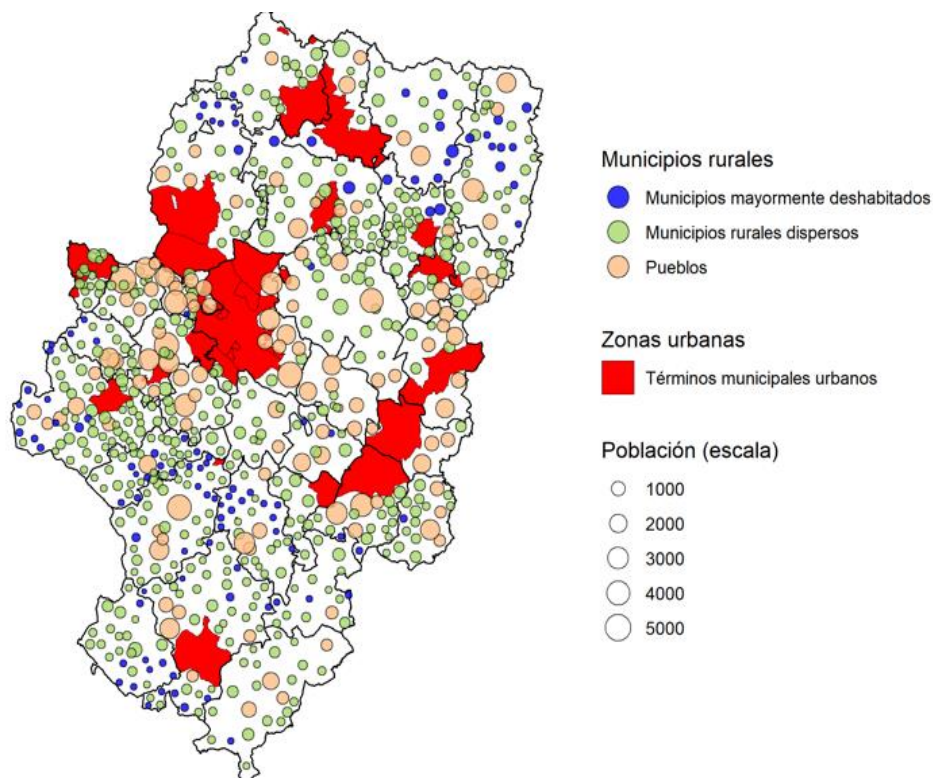 Municipios rurales
Municipios mayormente deshabitados
Municipios rurales dispersos
Pueblos
Zonas urbanas
Términos municipales urbanos
Población (escala)
1000
2000
3000
4000
5000